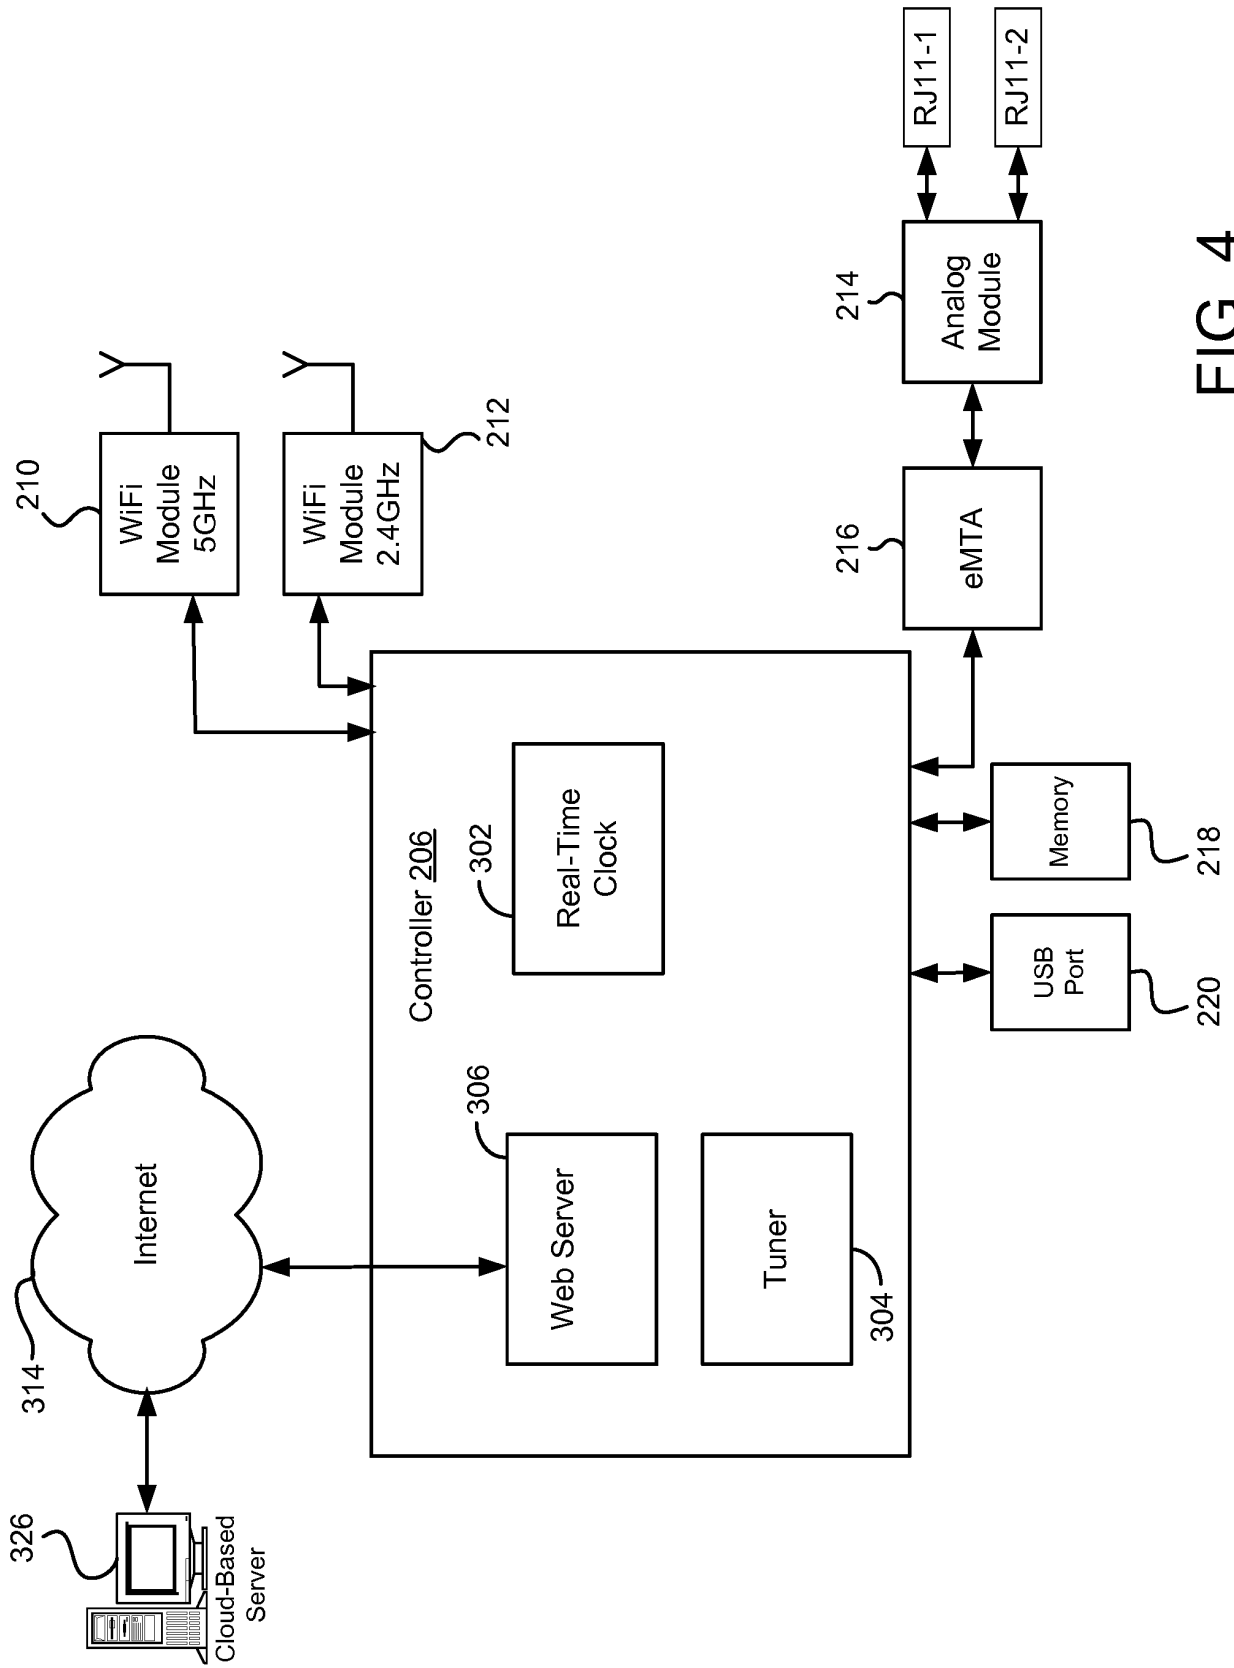 326
Cloud-Based
Server
314
Internet
210
WiFi
Module
5GHz
WiFi
Module
2.4GHz
212
Controller 206
306
Web Server
302
Real-Time
Clock
Tuner
304
USB
Port
220
Memory
218
216
eMTA
214
Analog
Module
RJ11-1
RJ11-2
FIG. 4